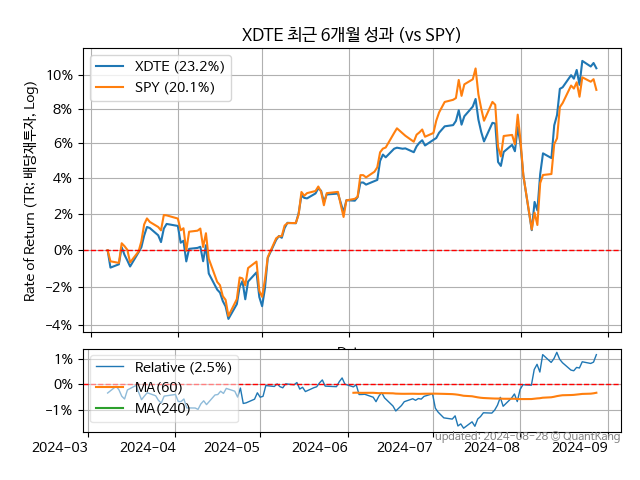 XDTE 최근 6개월 성과 (vs SPY)
XDTE (23.2%)
SPY (20.1%)
Rate of Return (TR: 배당재투자, Log)
10%
8%
6%
4%
2%
0%
−2%
−4%
Relative (2.5%)
MA(60)
MA(240)
1%
0%
−1%
updated: 2024-08-28 © QuantKang
2024-03
2024-04
2024-05
2024-06
2024-07
2024-08
2024-09